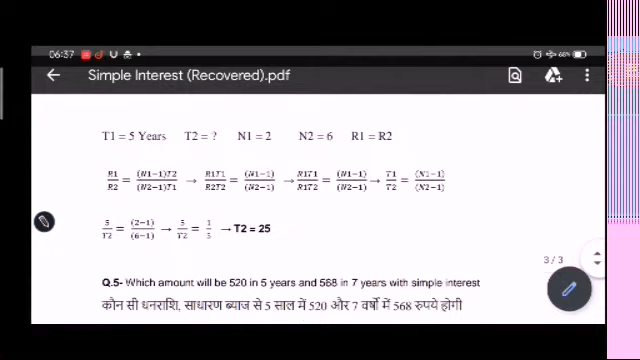 06:37
66%
Simple Interest (Recovered).pdf
T1 = 5 Years T2 = ? N1 = 2 N2 = 6 R1 = R2
R1/R2 = (N1−1)T2/(N2−1)T1 → R1T1/R2T2 = (N1−1)/(N2−1) → R1T1/R1T2 = (N1−1)/(N2−1) → T1/T2 = (N1−1)/(N2−1)
5/T2 = (2−1)/(6−1) → 5/T2 = 1/5 → T2 = 25
3 / 3
Q.5- Which amount will be 520 in 5 years and 568 in 7 years with simple interest
कौन सी धनराशि, साधारण ब्याज से 5 साल में 520 और 7 वर्षो में 568 रुपये होगी